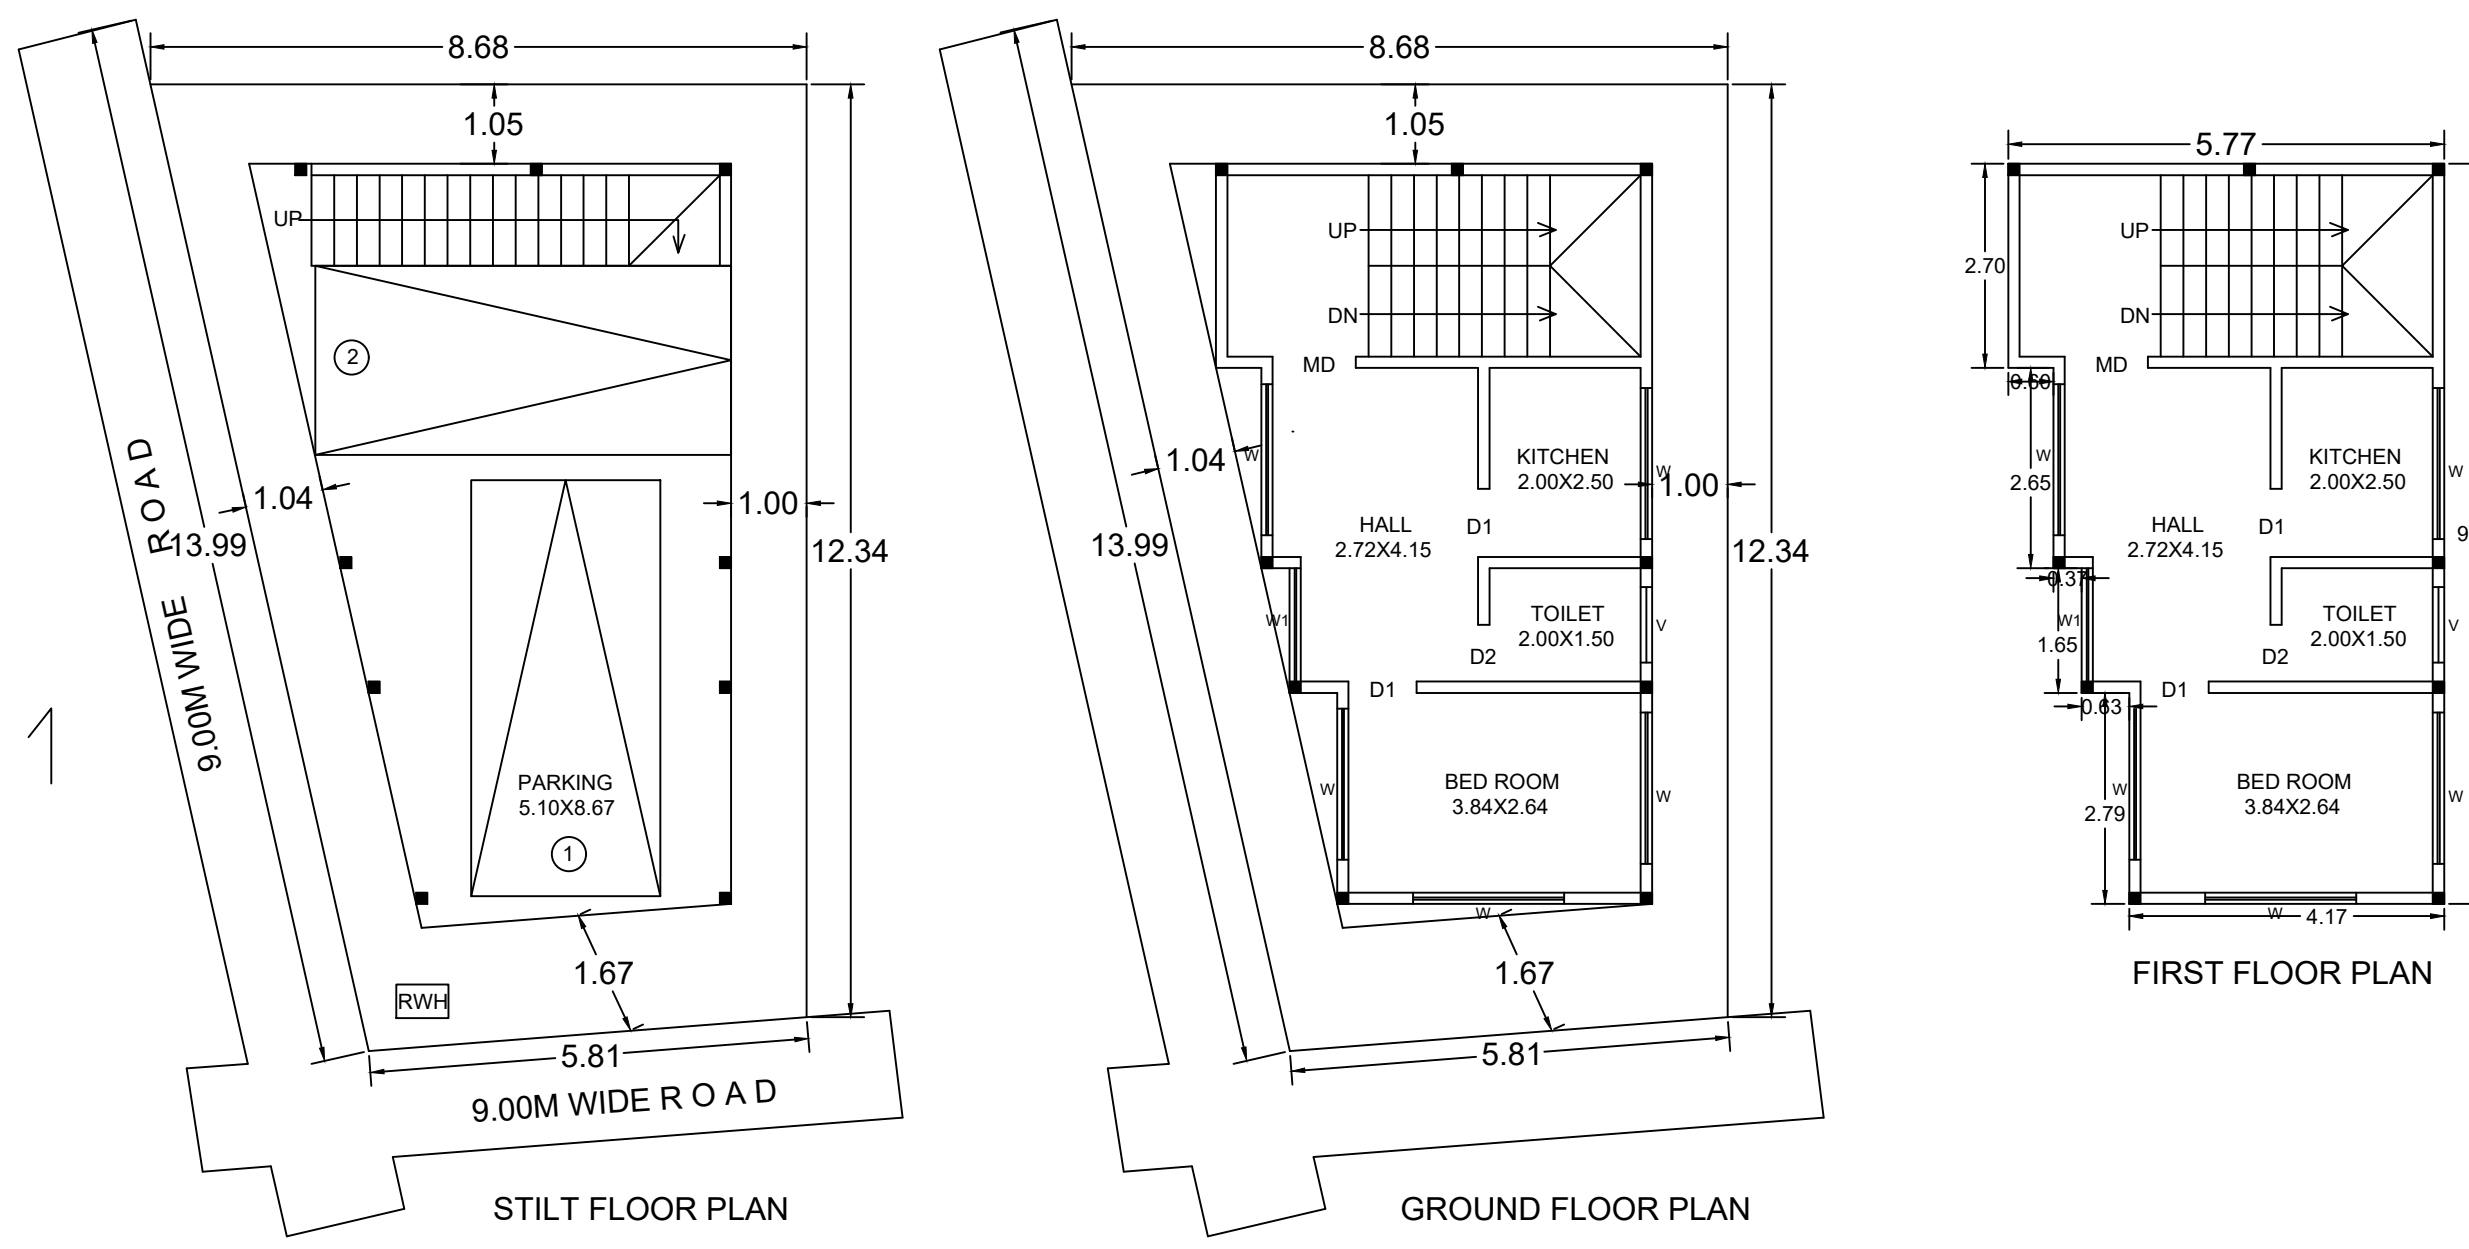 8.68
1.05
UP
2
9.00M WIDE R O A D
13.99
1.04
1.00
12.34
PARKING
5.10X8.67
1
1.67
RWH
5.81
9.00M WIDE R O A D
STILT FLOOR PLAN
8.68
1.05
UP
DN
MD
1.04
W
KITCHEN
2.00X2.50
W
1.00
HALL
2.72X4.15
D1
13.99
12.34
W1
TOILET
2.00X1.50
V
D2
D1
W
BED ROOM
3.84X2.64
W
W
1.67
5.81
GROUND FLOOR PLAN
5.77
UP
2.70
DN
MD
0.60
W
KITCHEN
2.00X2.50
W
2.65
HALL
2.72X4.15
D1
9
0.37
W1
1.65
TOILET
2.00X1.50
V
D2
D1
0.63
W
2.79
BED ROOM
3.84X2.64
W
W
4.17
FIRST FLOOR PLAN